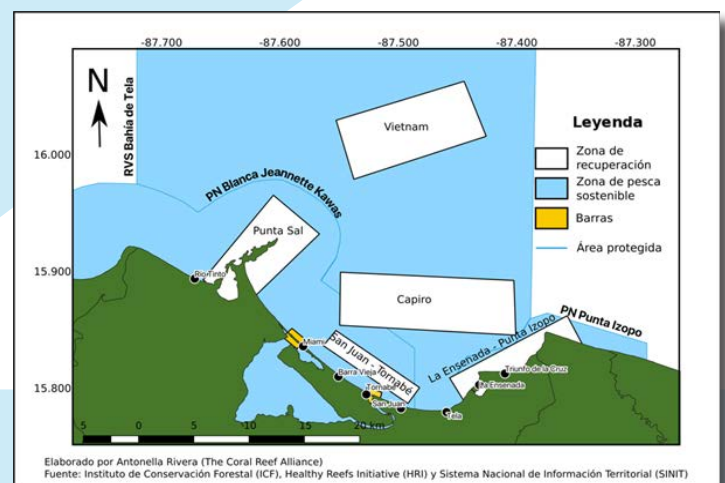 -87.700 -87.600 -87.500 -87.400 -87.300
N
RVS Bahía de Tela
16.000
15.900
15.800
Vietnam
PN Blanca Jeannette Kawas
Punta Sal
Rio Tinto
Capiro
San Juan - Tornabé
La Ensenada - Punta Izopo
PN Punta Izopo
Miami
Barra Vieja
Tornabé
San Juan
Tela
La Ensenada
Triunfo de la Cruz
Leyenda
Zona de
recuperación
Zona de pesca
sostenible
Barras
Área protegida
5 0 5 10 15 20 km
Elaborado por Antonella Rivera (The Coral Reef Alliance)
Fuente: Instituto de Conservación Forestal (ICF), Healthy Reefs Initiative (HRI) y Sistema Nacional de Información Territorial (SINIT)